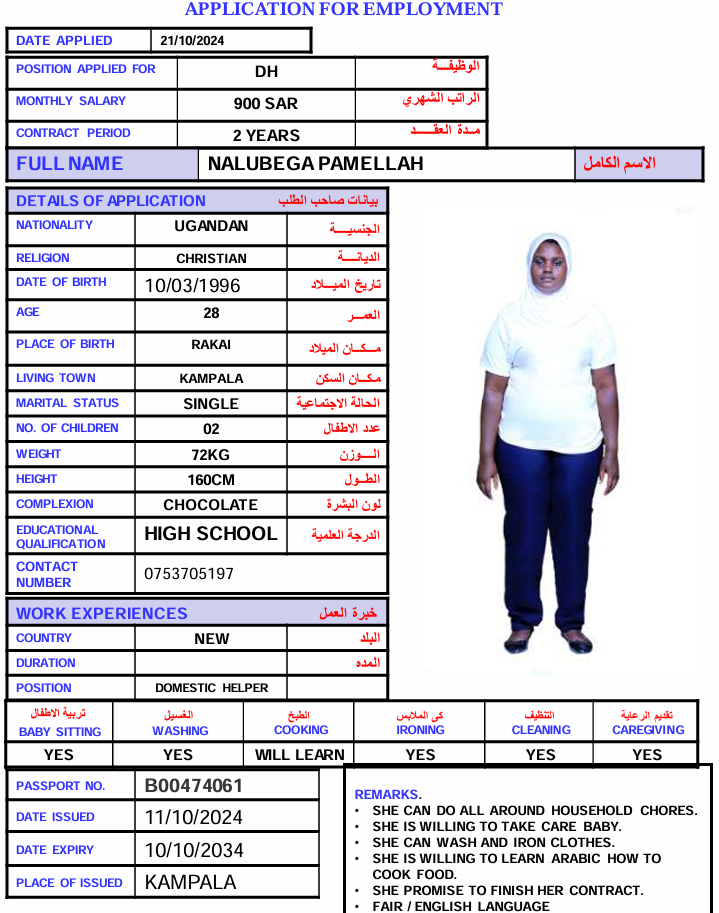 APPLICATION FOR EMPLOYMENT
DATE APPLIED 21/10/2024
POSITION APPLIED FOR DH الوظيفـــة
MONTHLY SALARY 900 SAR الراتب الشهري
CONTRACT PERIOD 2 YEARS مـدة العقـــــد
FULL NAME NALUBEGA PAMELLAH الاسم الكامل
DETAILS OF APPLICATION بيانات صاحب الطلب
NATIONALITY UGANDAN الجنسيــــة
RELIGION CHRISTIAN الديانــــة
DATE OF BIRTH 10/03/1996 تاريخ الميـــلاد
AGE 28 العمـــر
PLACE OF BIRTH RAKAI مـــكـــان الميلاد
LIVING TOWN KAMPALA مكـــان السكن
MARITAL STATUS SINGLE الحالة الاجتماعية
NO. OF CHILDREN 02 عدد الاطفال
WEIGHT 72KG الـــــوزن
HEIGHT 160CM الطـــول
COMPLEXION CHOCOLATE لون البشرة
EDUCATIONAL QUALIFICATION HIGH SCHOOL الدرجة العلمية
CONTACT NUMBER 0753705197
WORK EXPERIENCES خبرة العمل
COUNTRY NEW البلد
DURATION المده
POSITION DOMESTIC HELPER
تربية الاطفال الغسيل الطبخ كى الملابس التنظيف تقديم الرعاية
BABY SITTING WASHING COOKING IRONING CLEANING CAREGIVING
YES YES WILL LEARN YES YES YES
PASSPORT NO. B00474061
DATE ISSUED 11/10/2024
DATE EXPIRY 10/10/2034
PLACE OF ISSUED KAMPALA
REMARKS.
• SHE CAN DO ALL AROUND HOUSEHOLD CHORES.
• SHE IS WILLING TO TAKE CARE BABY.
• SHE CAN WASH AND IRON CLOTHES.
• SHE IS WILLING TO LEARN ARABIC HOW TO
COOK FOOD.
• SHE PROMISE TO FINISH HER CONTRACT.
• FAIR / ENGLISH LANGUAGE